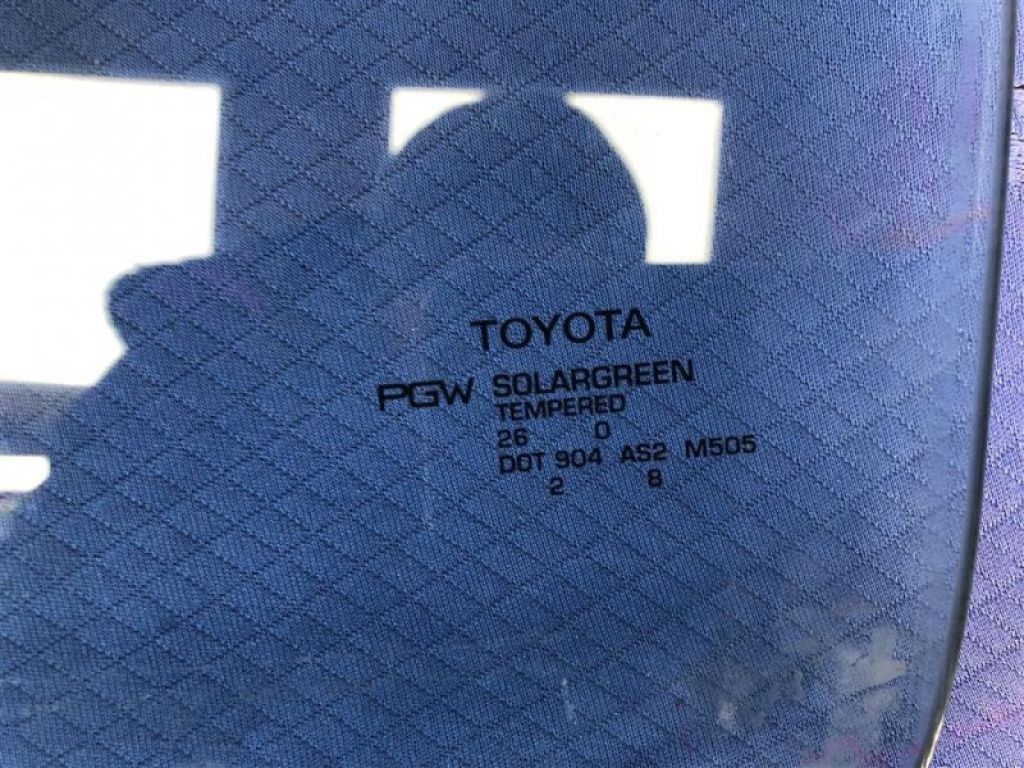 TOYOTA
PGW SOLARGREEN
TEMPERED
26 0
DOT 904 AS2 M505
2 8